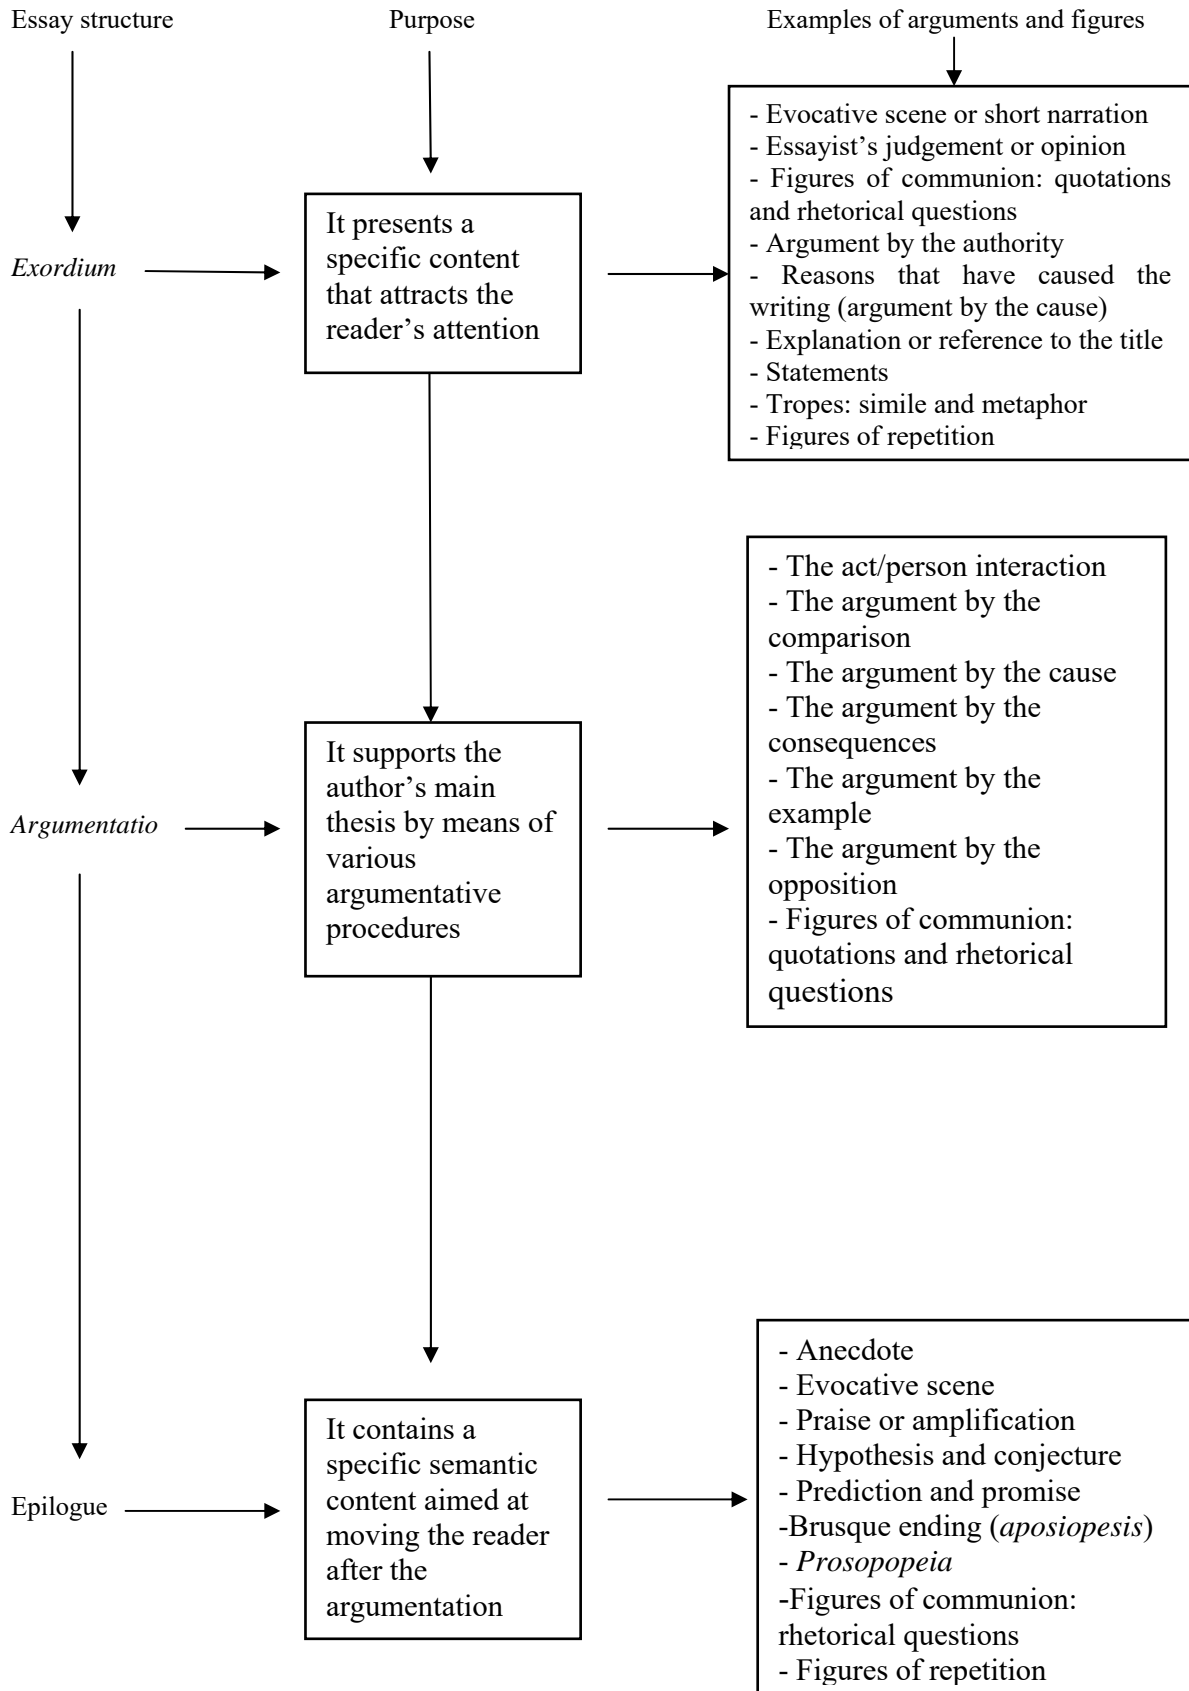 Essay structure
Purpose
Examples of arguments and figures
- Evocative scene or short narration
- Essayist’s judgement or opinion
- Figures of communion: quotations
and rhetorical questions
- Argument by the authority
- Reasons that have caused the
writing (argument by the cause)
- Explanation or reference to the title
- Statements
- Tropes: simile and metaphor
- Figures of repetition
Exordium
It presents a
specific content
that attracts the
reader’s attention
- The act/person interaction
- The argument by the
comparison
- The argument by the cause
- The argument by the
consequences
- The argument by the
example
- The argument by the
opposition
- Figures of communion:
quotations and rhetorical
questions
Argumentatio
It supports the
author’s main
thesis by means of
various
argumentative
procedures
Epilogue
It contains a
specific semantic
content aimed at
moving the reader
after the
argumentation
- Anecdote
- Evocative scene
- Praise or amplification
- Hypothesis and conjecture
- Prediction and promise
-Brusque ending (aposiopesis)
- Prosopopeia
-Figures of communion:
rhetorical questions
- Figures of repetition